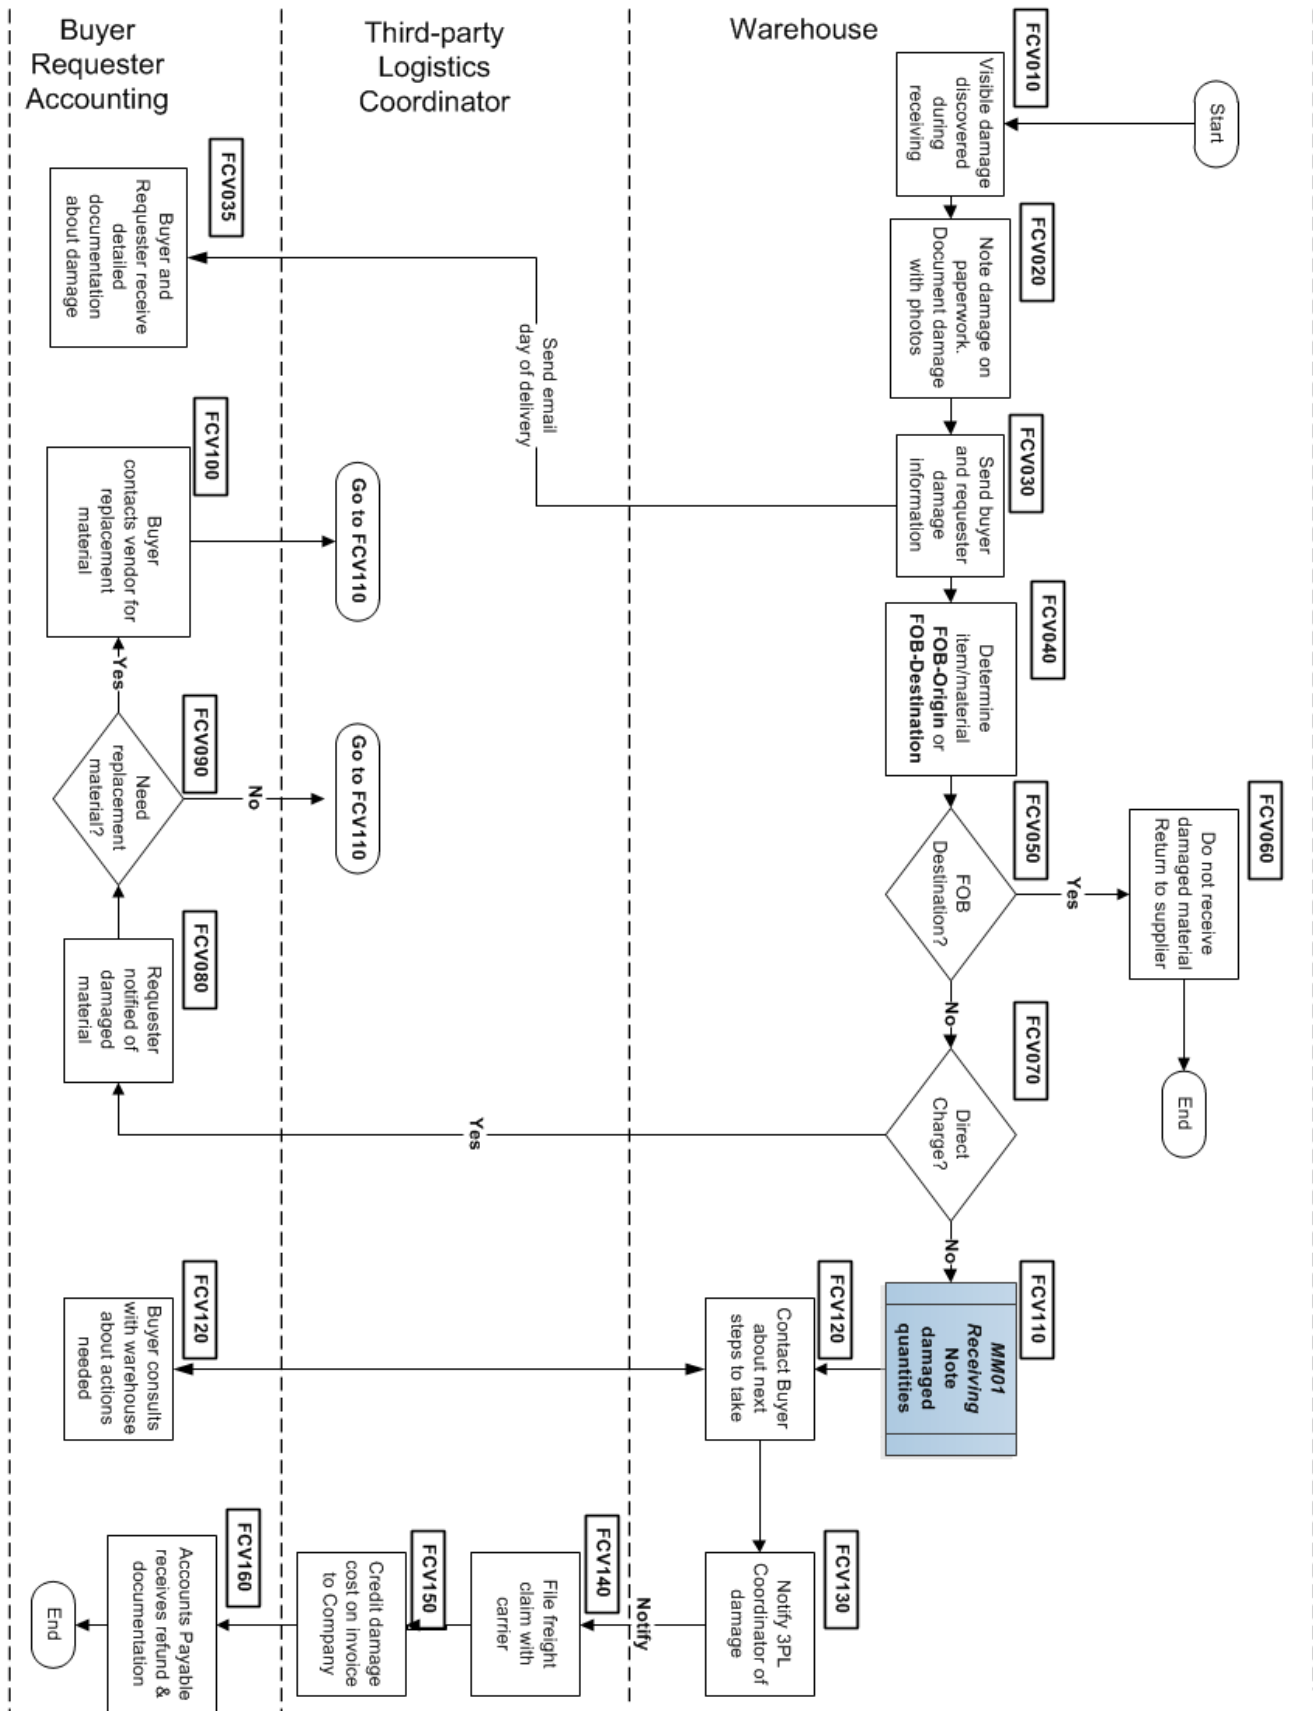 Buyer
Requester
Accounting
Third-party
Logistics
Coordinator
Warehouse
Start
FCV010
Visible damage
discovered
during
receiving
FCV020
Note damage on
paperwork.
Document damage
with photos
FCV030
Send buyer
and requester
damage
information
Send email
day of delivery
FCV035
Buyer and
Requester receive
detailed
documentation
about damage
FCV040
Determine
item/material
FOB-Origin or
FOB-Destination
FCV050
FOB
Destination?
Yes
FCV060
Do not receive
damaged material
Return to supplier
End
No
FCV070
Direct
Charge?
Yes
FCV080
Requester
notified of
damaged
material
FCV090
Need
replacement
material?
No
Go to FCV110
Yes
FCV100
Buyer
contacts vendor for
replacement
material
Go to FCV110
No
FCV110
MM01
Receiving
Note
damaged
quantities
FCV120
Contact Buyer
about next
steps to take
FCV120
Buyer consults
with warehouse
about actions
needed
FCV130
Notify 3PL
Coordinator of
damage
Notify
FCV140
File freight
claim with
carrier
FCV150
Credit damage
cost on invoice
to Company
FCV160
Accounts Payable
receives refund &
documentation
End